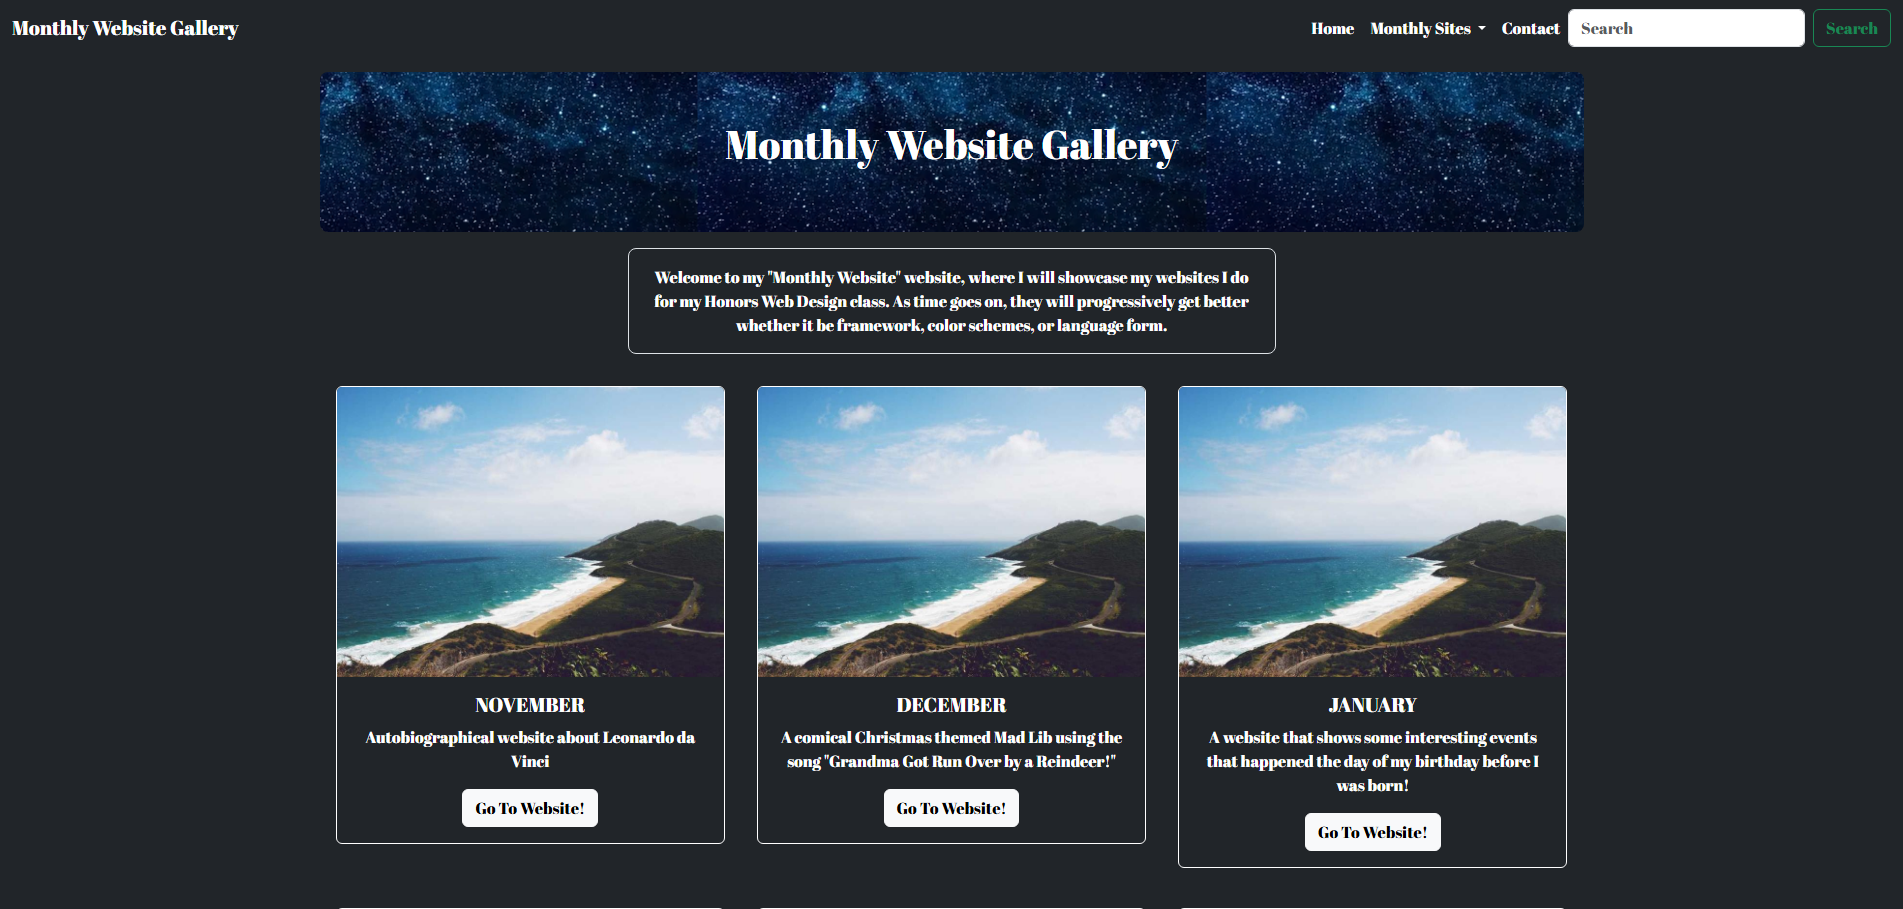 Monthly Website Gallery
Home Monthly Sites Contact Search Search
Monthly Website Gallery
Welcome to my "Monthly Website" website, where I will showcase my websites I do
for my Honors Web Design class. As time goes on, they will progressively get better
whether it be framework, color schemes, or language form.
NOVEMBER
Autobiographical website about Leonardo da
Vinci
Go To Website!
DECEMBER
A comical Christmas themed Mad Lib using the
song "Grandma Got Run Over by a Reindeer!"
Go To Website!
JANUARY
A website that shows some interesting events
that happened the day of my birthday before I
was born!
Go To Website!